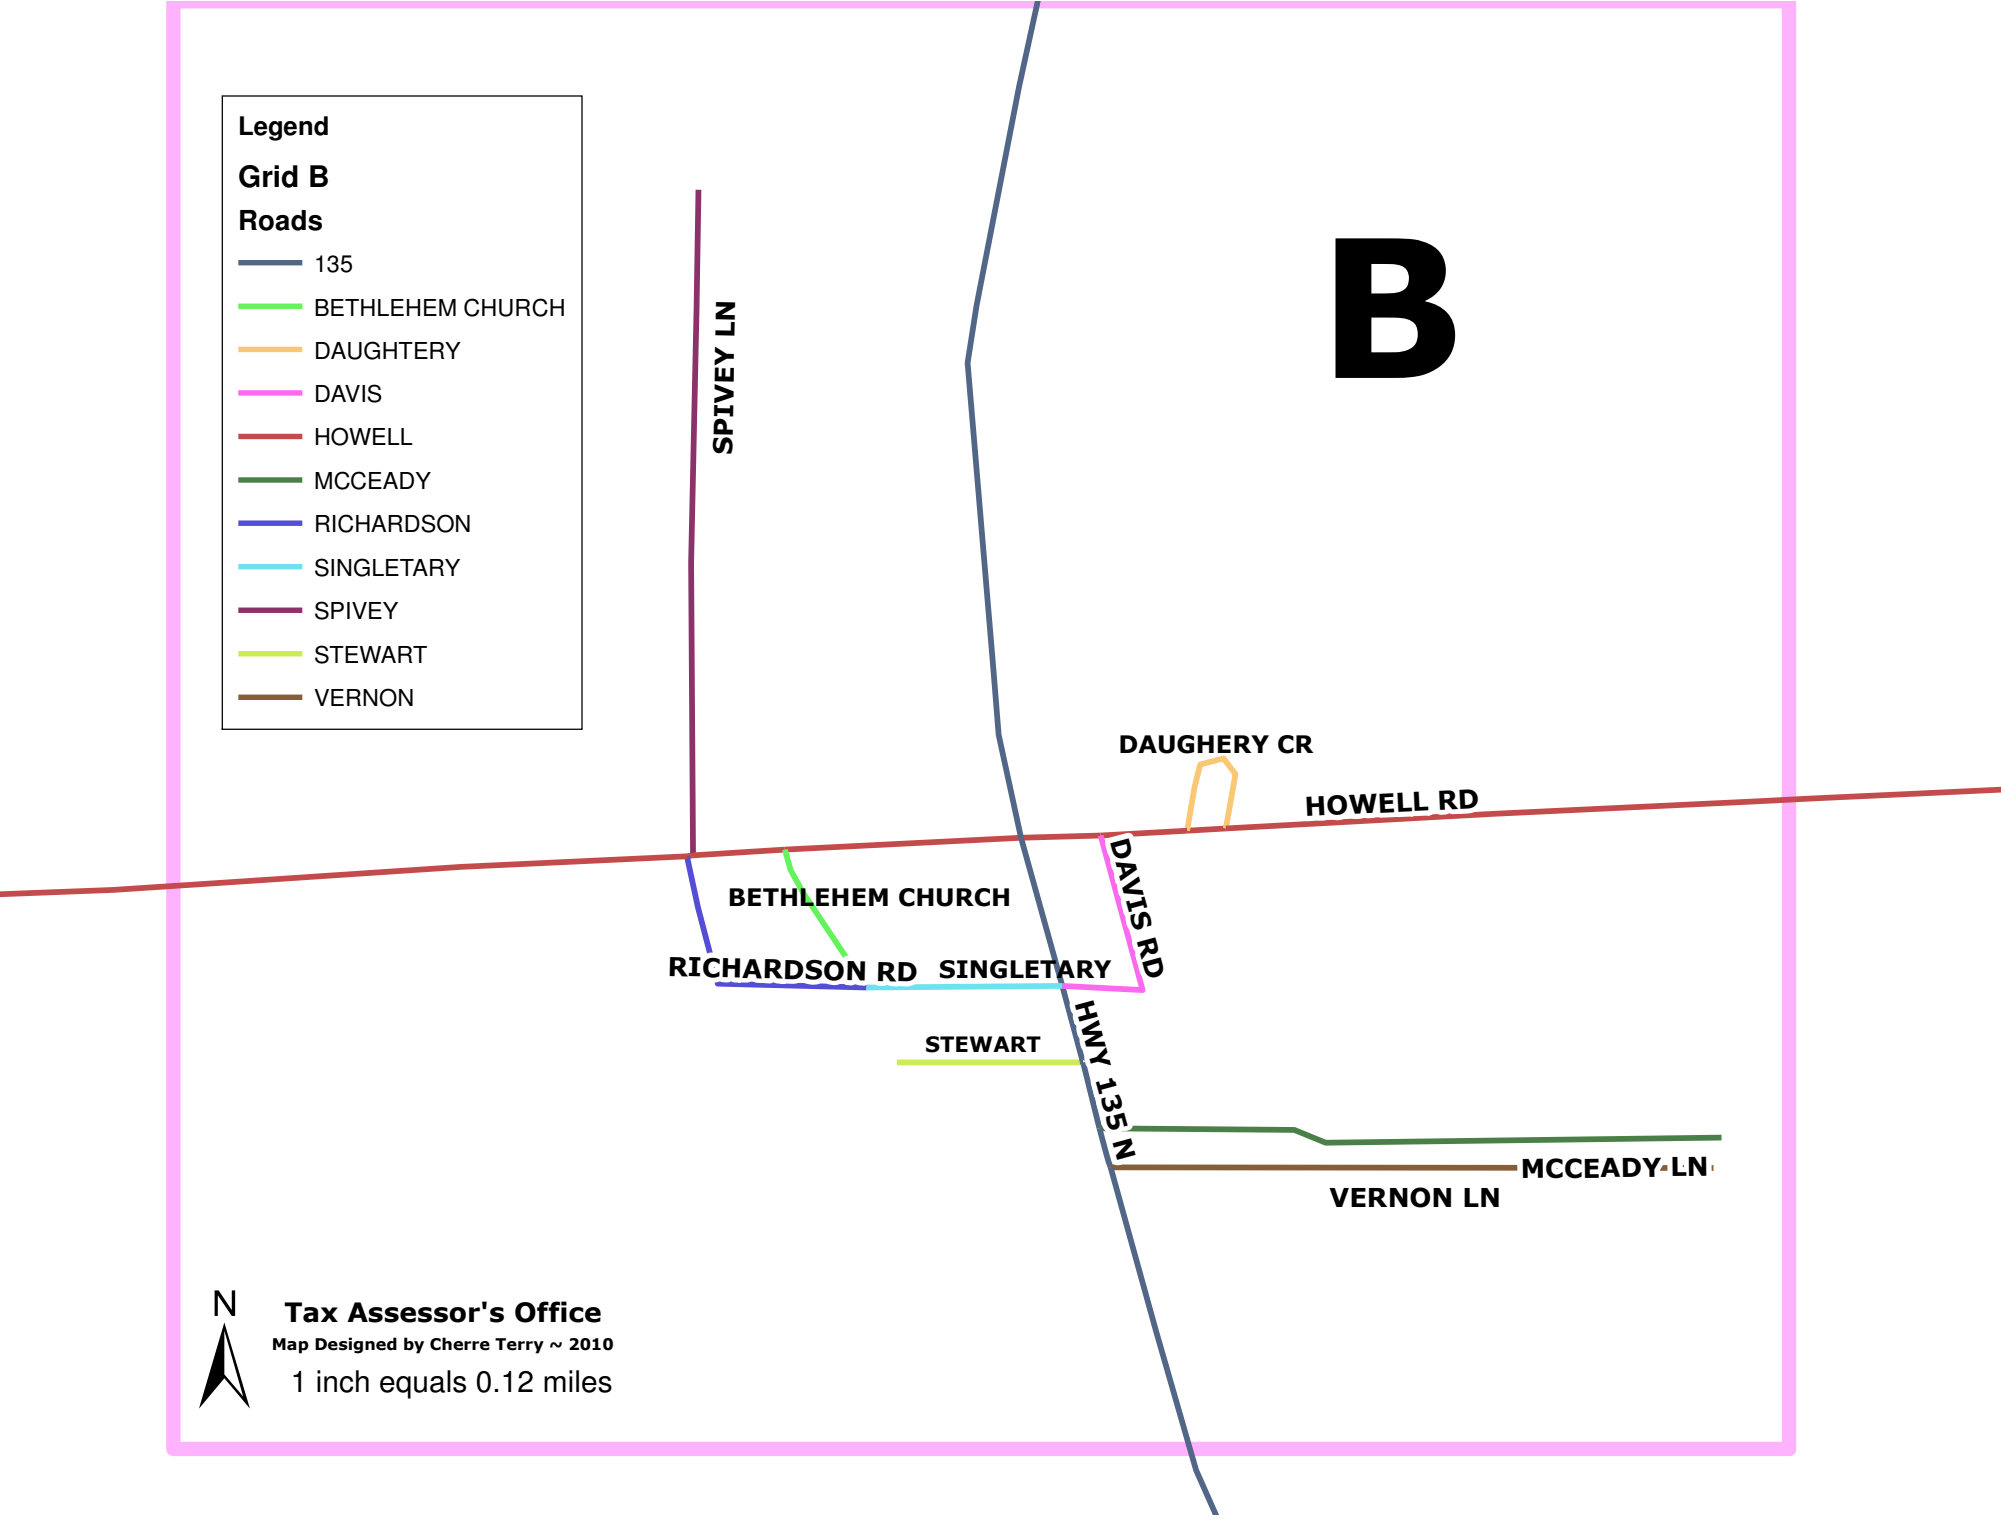 Legend
Grid B
Roads
135
BETHLEHEM CHURCH
DAUGHTERY
DAVIS
HOWELL
MCCEADY
RICHARDSON
SINGLETARY
SPIVEY
STEWART
VERNON
SPIVEY LN
B
DAUGHERY CR
HOWELL RD
DAVIS RD
BETHLEHEM CHURCH
RICHARDSON RD
SINGLETARY
HWY 135 N
STEWART
MCCEADY LN
VERNON LN
N
Tax Assessor's Office
Map Designed by Cherre Terry ~ 2010
1 inch equals 0.12 miles